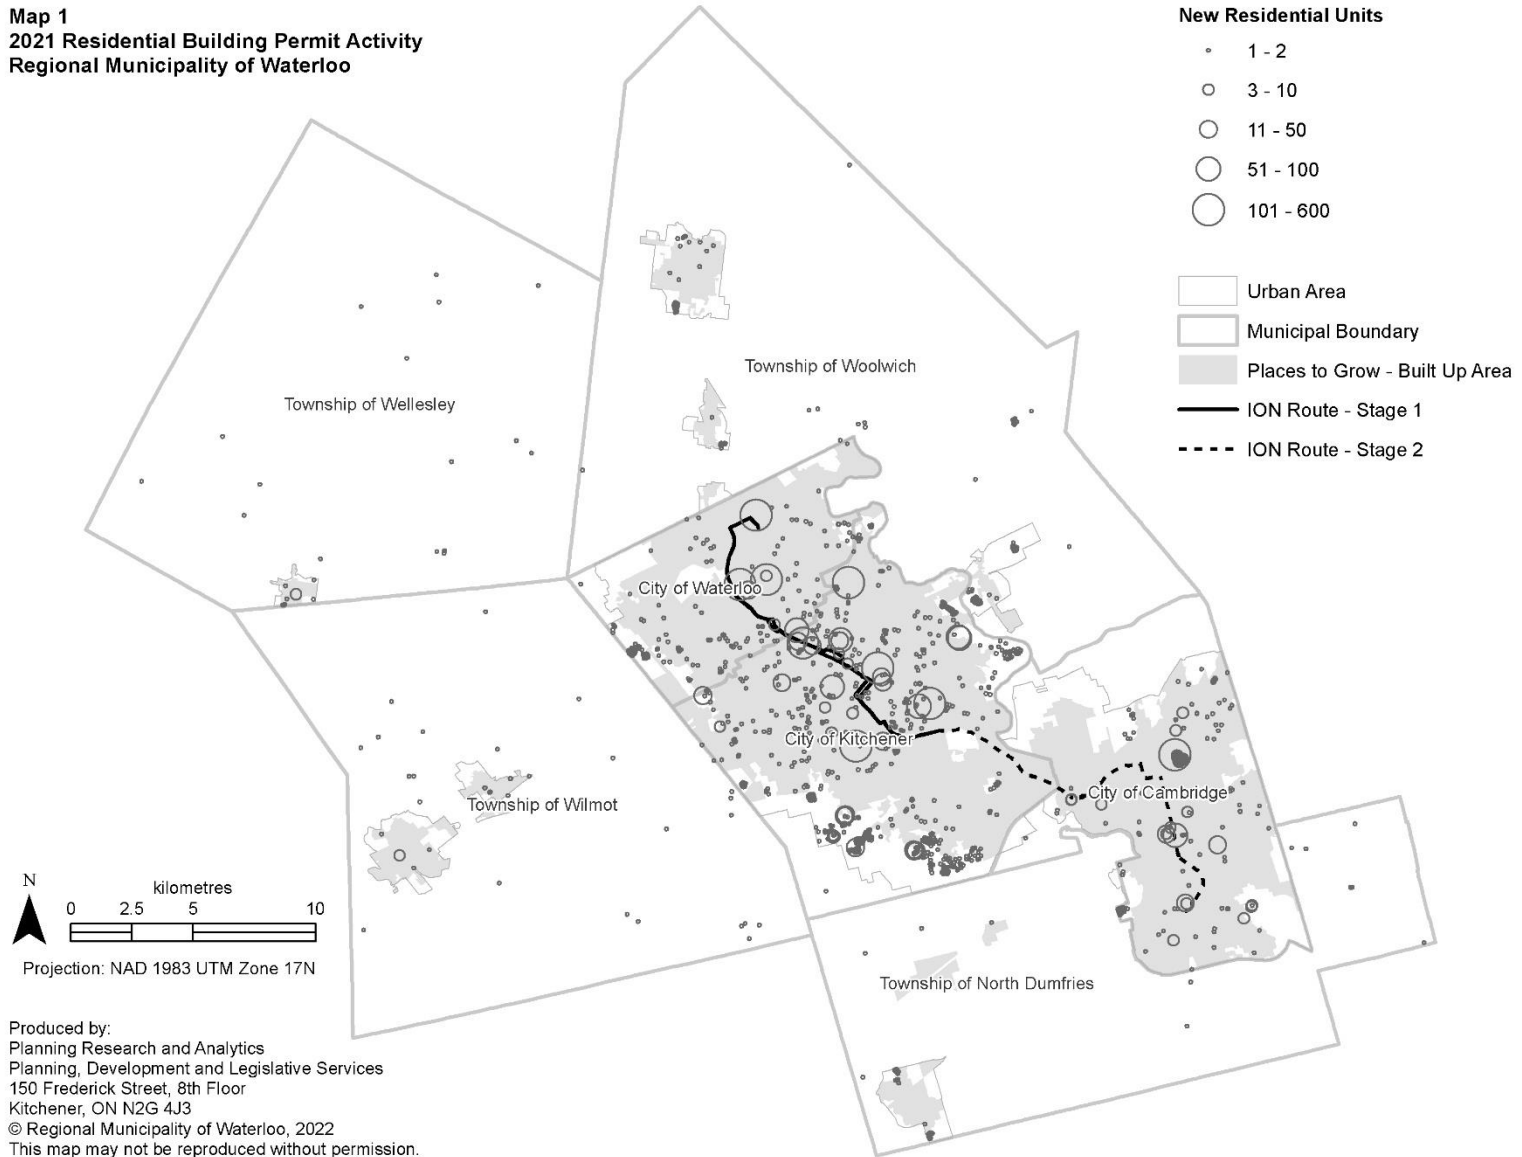 Map 1
2021 Residential Building Permit Activity
Regional Municipality of Waterloo
New Residential Units
1 - 2
3 - 10
11 - 50
51 - 100
101 - 600
Urban Area
Municipal Boundary
Places to Grow - Built Up Area
ION Route - Stage 1
ION Route - Stage 2
Township of Woolwich
Township of Wellesley
City of Waterloo
City of Kitchener
City of Cambridge
Township of Wilmot
Township of North Dumfries
N
kilometres
0 2.5 5 10
Projection: NAD 1983 UTM Zone 17N
Produced by:
Planning Research and Analytics
Planning, Development and Legislative Services
150 Frederick Street, 8th Floor
Kitchener, ON N2G 4J3
© Regional Municipality of Waterloo, 2022
This map may not be reproduced without permission.